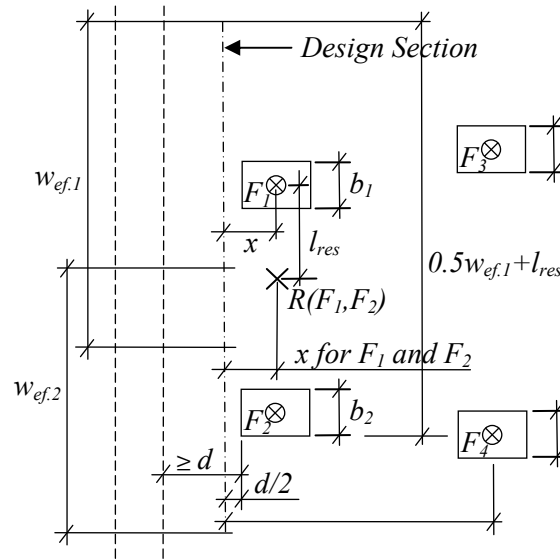 Design Section
F₃
w_ef.1
F₁
b₁
x
l_res
0.5w_ef.1+l_res
R(F₁,F₂)
x for F₁ and F₂
w_ef.2
F₂
b₂
F₄
≥ d
d/2